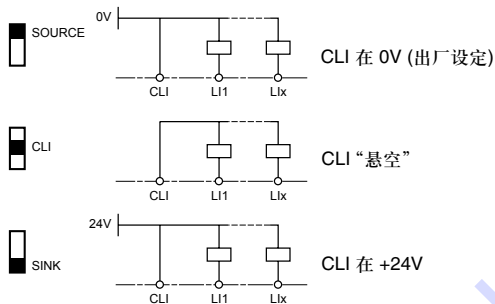 SOURCE
0V
CLI 在 0V (出厂设定)
CLI
LI1
LIx
CLI
CLI “悬空”
CLI
LI1
LIx
SINK
24V
CLI 在 +24V
CLI
LI1
LIx